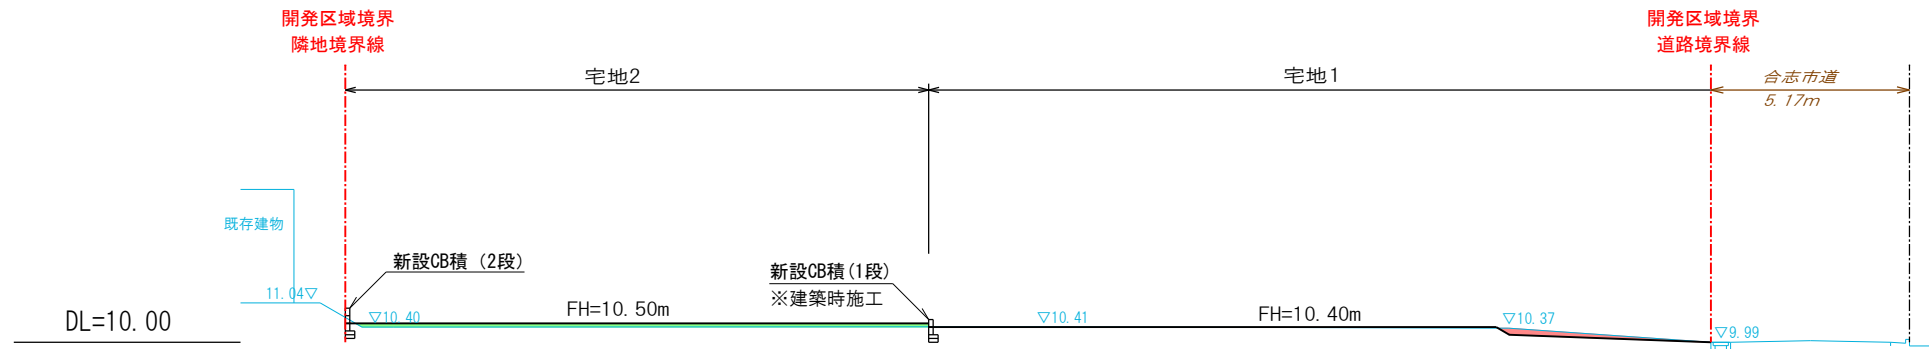 開発区域境界
隣地境界線
開発区域境界
道路境界線
宅地2
宅地1
合志市道
5.17m
既存建物
新設CB積 (2段)
新設CB積(1段)
※建築時施工
11.04▽
▽10.40
FH=10.50m
▽10.41
FH=10.40m
▽10.37
▽9.99
DL=10.00